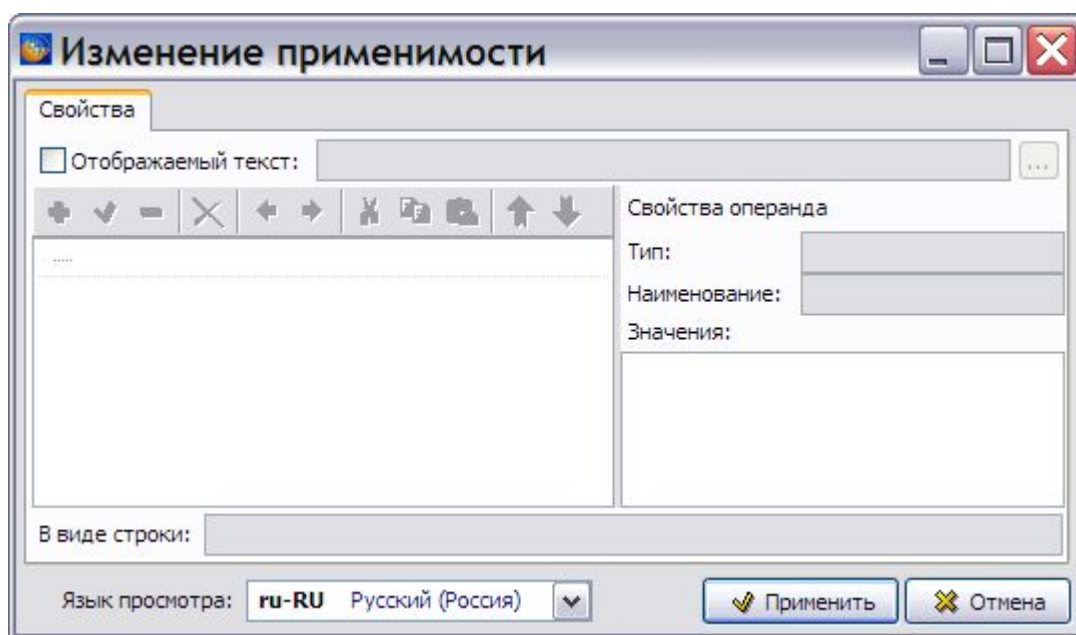 Изменение применимости
Свойства
Отображаемый текст:
...
Свойства операнда
.....
Тип:
Наименование:
Значения:
В виде строки:
Язык просмотра: ru-RU Русский (Россия) Применить Отмена